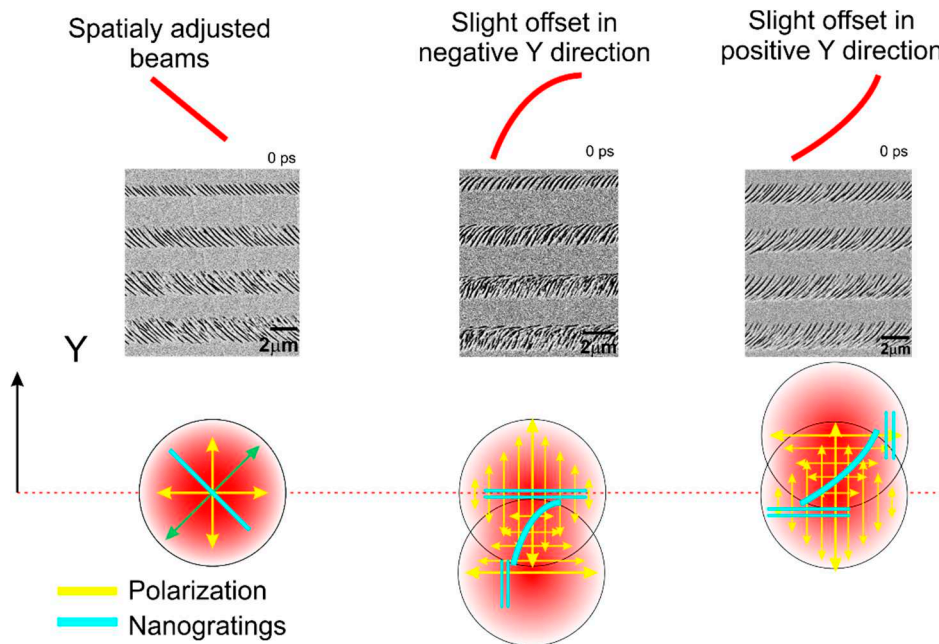 Spatialy adjusted
beams
Slight offset in
negative Y direction
Slight offset in
positive Y direction
0 ps
0 ps
0 ps
2μm
2μm
2μm
Y
Polarization
Nanogratings